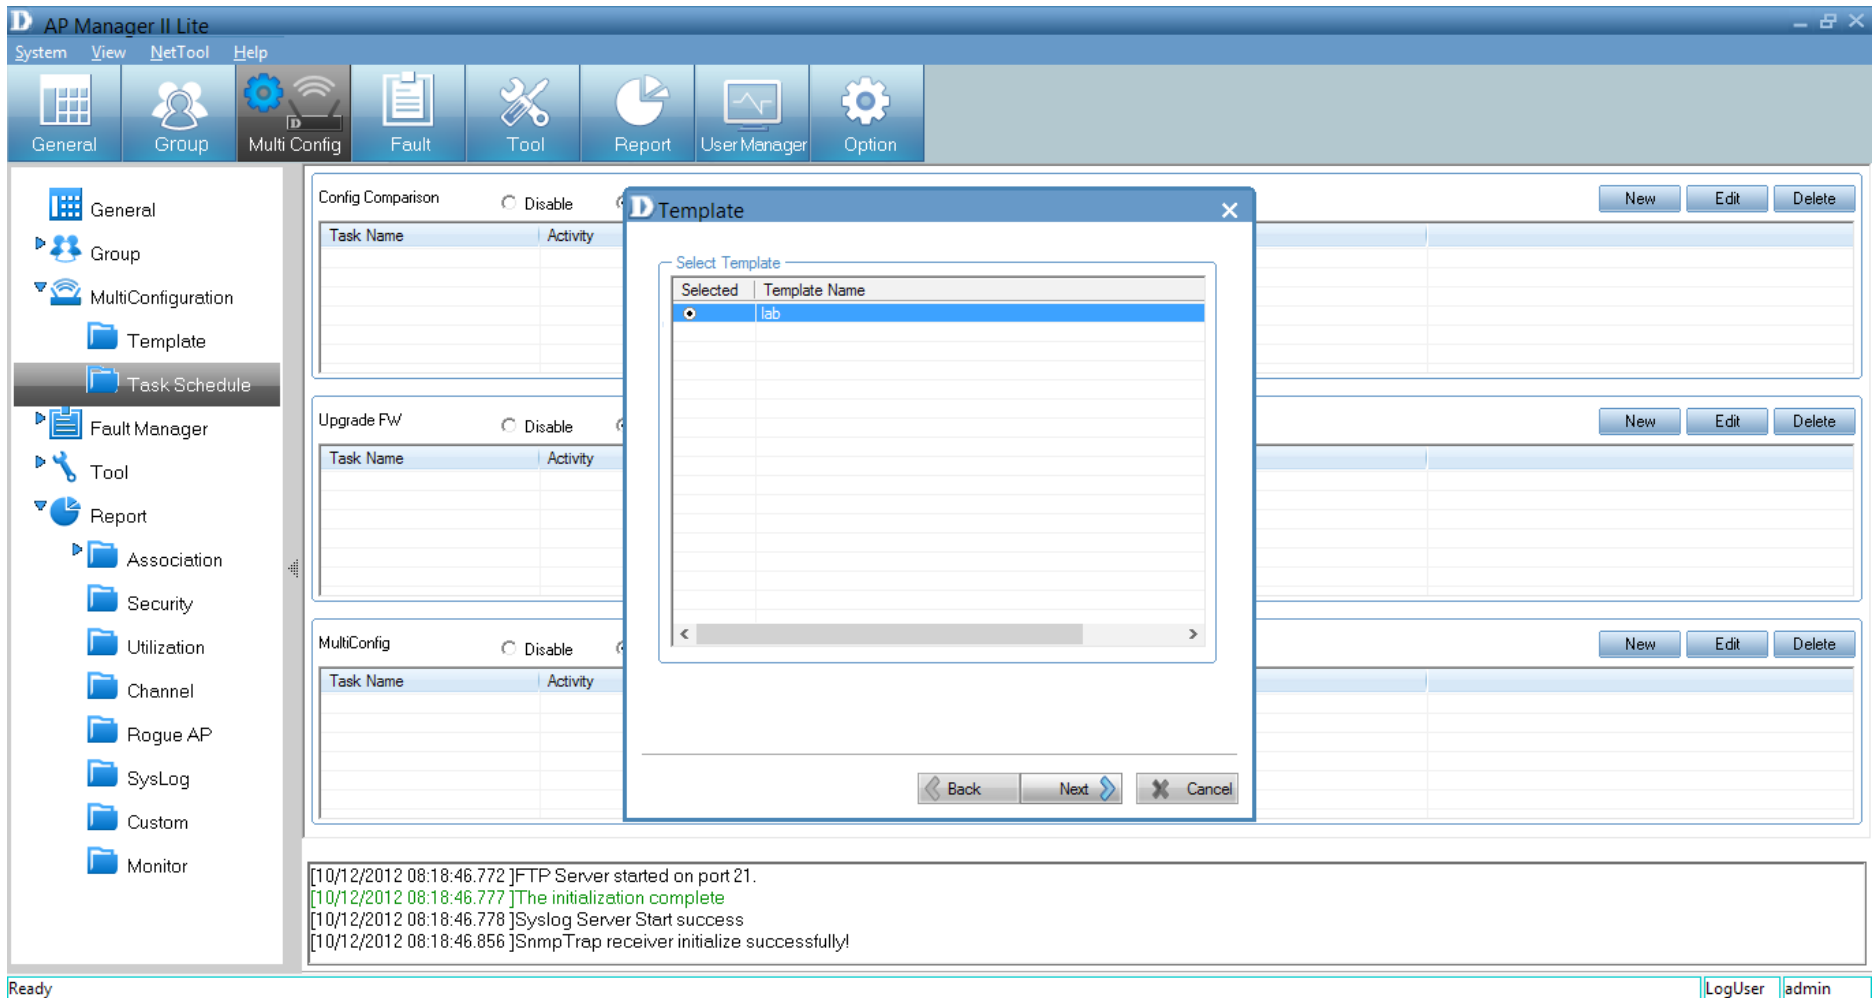 D AP Manager II Lite
System View NetTool Help
General Group Multi Config Fault Tool Report User Manager Option
D
General
Group
MultiConfiguration
Template
Task Schedule
Fault Manager
Tool
Report
Association
Security
Utilization
Channel
Rogue AP
SysLog
Custom
Monitor
Config Comparison Disable New Edit Delete
Task Name Activity
Upgrade FW Disable New Edit Delete
Task Name Activity
MultiConfig Disable New Edit Delete
Task Name Activity
D Template
Select Template
Selected Template Name
lab
Back Next Cancel
[10/12/2012 08:18:46.772 ]FTP Server started on port 21.
[10/12/2012 08:18:46.777 ]The initialization complete
[10/12/2012 08:18:46.778 ]Syslog Server Start success
[10/12/2012 08:18:46.856 ]SnmpTrap receiver initialize successfully!
Ready LogUser admin